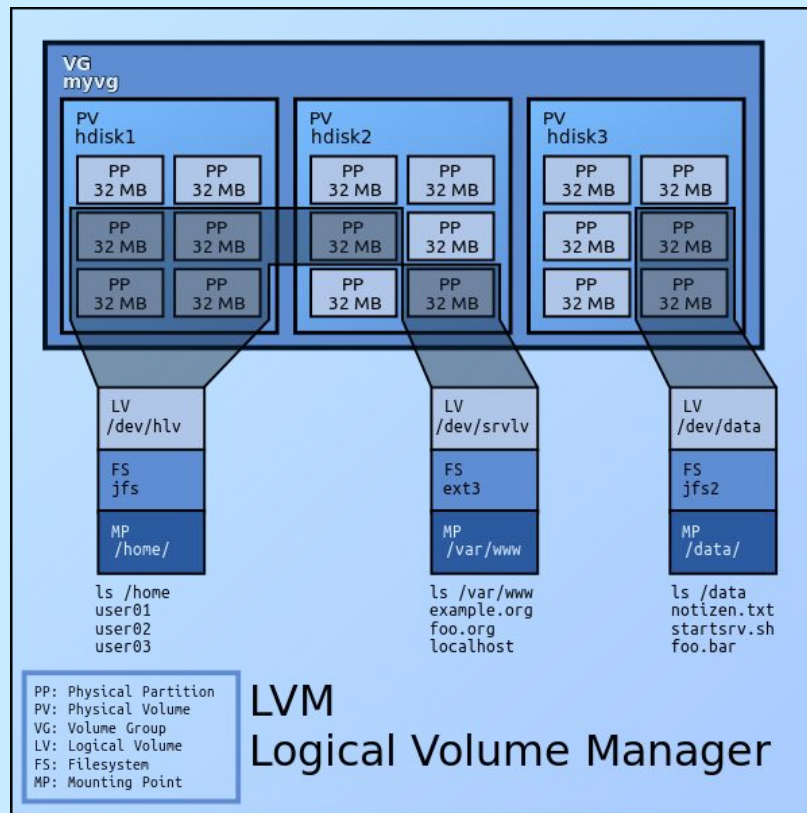 VG
myvg
PV
hdisk1
PP
32 MB
PP
32 MB
PP
32 MB
PP
32 MB
PP
32 MB
PP
32 MB
PV
hdisk2
PP
32 MB
PP
32 MB
PP
32 MB
PP
32 MB
PP
32 MB
PP
32 MB
PV
hdisk3
PP
32 MB
PP
32 MB
PP
32 MB
PP
32 MB
PP
32 MB
PP
32 MB
LV
/dev/hlv
FS
jfs
MP
/home/
ls /home
user01
user02
user03
LV
/dev/srvlv
FS
ext3
MP
/var/www
ls /var/www
example.org
foo.org
localhost
LV
/dev/data
FS
jfs2
MP
/data/
ls /data
notizen.txt
startsrv.sh
foo.bar
PP: Physical Partition
PV: Physical Volume
VG: Volume Group
LV: Logical Volume
FS: Filesystem
MP: Mounting Point
LVM
Logical Volume Manager